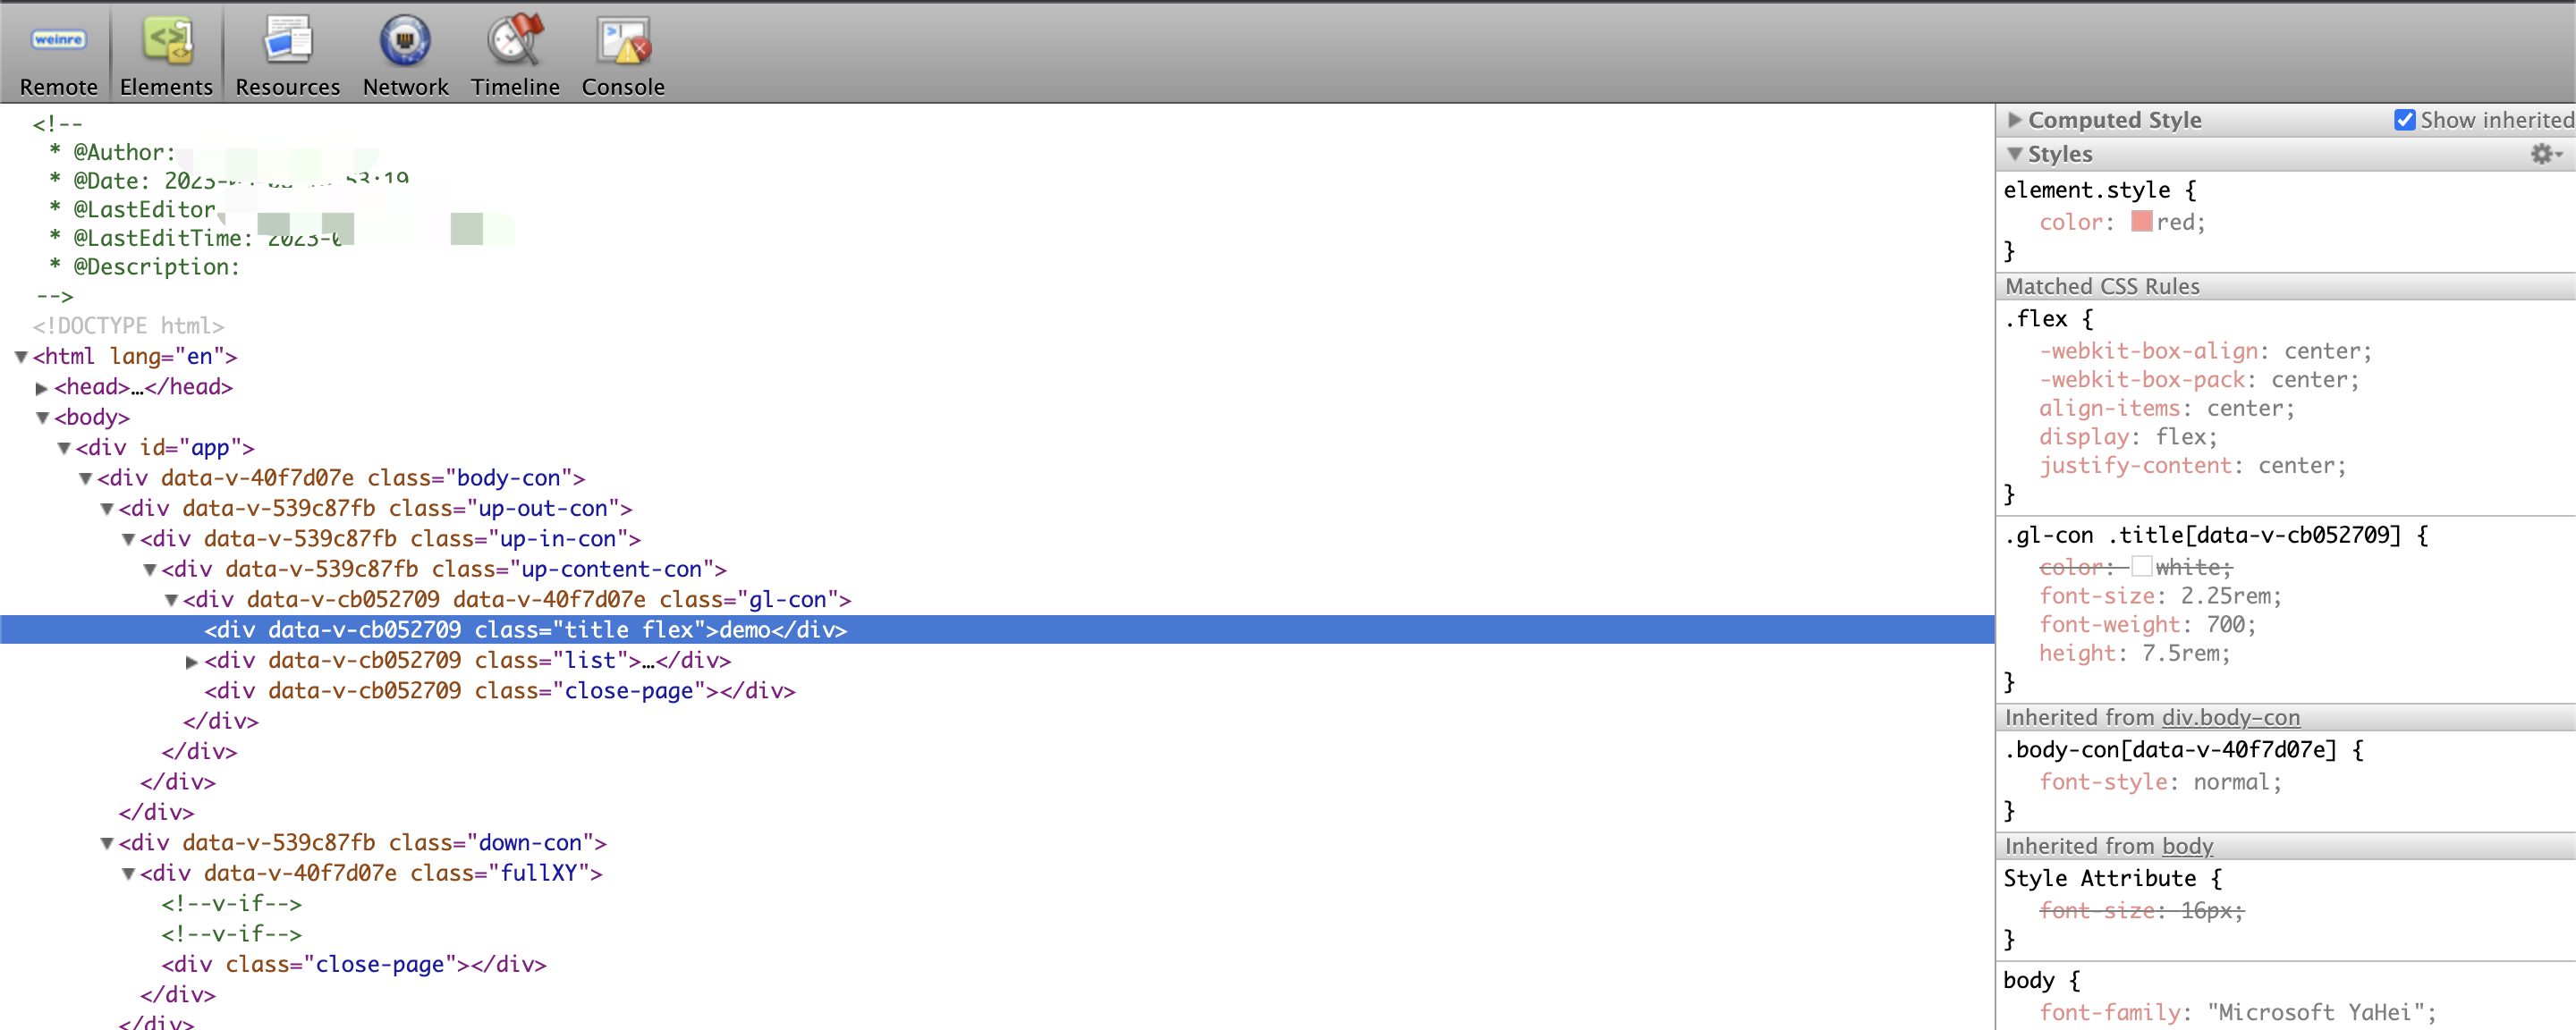 weinre
Remote Elements Resources Network Timeline Console
<!--
* @Author:
* @Date: 2023- 53:19
* @LastEditor
* @LastEditTime: 2023-0
* @Description:
-->
<!DOCTYPE html>
▼<html lang="en">
▶<head>…</head>
▼<body>
▼<div id="app">
▼<div data-v-40f7d07e class="body-con">
▼<div data-v-539c87fb class="up-out-con">
▼<div data-v-539c87fb class="up-in-con">
▼<div data-v-539c87fb class="up-content-con">
▼<div data-v-cb052709 data-v-40f7d07e class="gl-con">
<div data-v-cb052709 class="title flex">demo</div>
▶<div data-v-cb052709 class="list">…</div>
<div data-v-cb052709 class="close-page"></div>
</div>
</div>
</div>
</div>
▼<div data-v-539c87fb class="down-con">
▼<div data-v-40f7d07e class="fullXY">
<!--v-if-->
<!--v-if-->
<div class="close-page"></div>
</div>
</div>
▶ Computed Style Show inherited
▼ Styles
element.style {
color: red;
}
Matched CSS Rules
.flex {
-webkit-box-align: center;
-webkit-box-pack: center;
align-items: center;
display: flex;
justify-content: center;
}
.gl-con .title[data-v-cb052709] {
color: white;
font-size: 2.25rem;
font-weight: 700;
height: 7.5rem;
}
Inherited from div.body-con
.body-con[data-v-40f7d07e] {
font-style: normal;
}
Inherited from body
Style Attribute {
font-size: 16px;
}
body {
font-family: "Microsoft YaHei";